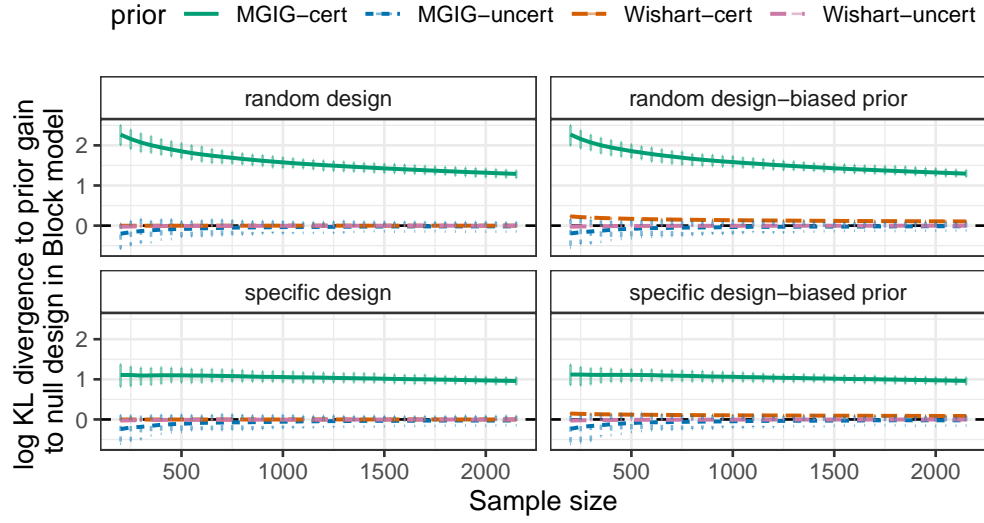 prior MGIG−cert MGIG−uncert Wishart−cert Wishart−uncert
log KL divergence to prior gain
to null design in Block model
random design
random design−biased prior
2
1
0
specific design
specific design−biased prior
2
1
0
500 1000 1500 2000 500 1000 1500 2000
Sample size